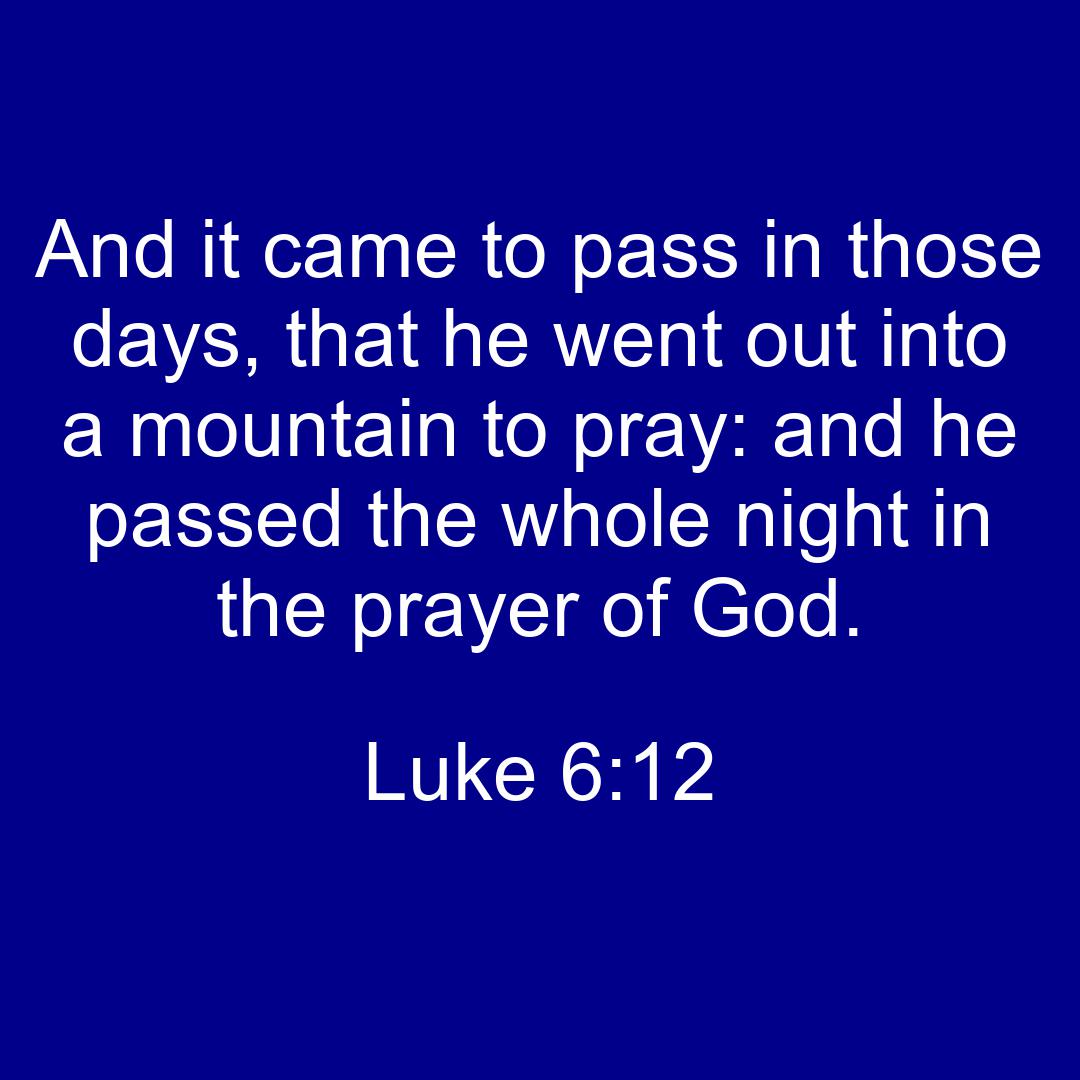 And it came to pass in those
days, that he went out into
a mountain to pray: and he
passed the whole night in
the prayer of God.
Luke 6:12